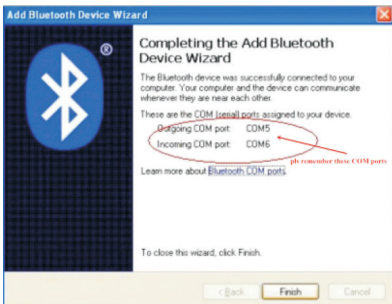 Add Bluetooth Device Wizard
®
Completing the Add Bluetooth
Device Wizard
The Bluetooth device was successfully connected to your
computer. Your computer and the device can communicate
whenever they are near each other.
These are the COM (serial) ports assigned to your device.
Outgoing COM port: COM5
Incoming COM port: COM6
pls remember these COM ports
Learn more about Bluetooth COM ports.
To close this wizard, click Finish.
< Back Finish Cancel